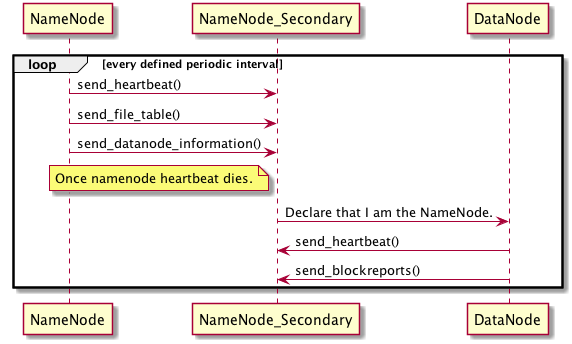 NameNode
NameNode_Secondary
DataNode
loop
[every defined periodic interval]
send_heartbeat()
send_file_table()
send_datanode_information()
Once namenode heartbeat dies.
Declare that I am the NameNode.
send_heartbeat()
send_blockreports()
NameNode
NameNode_Secondary
DataNode